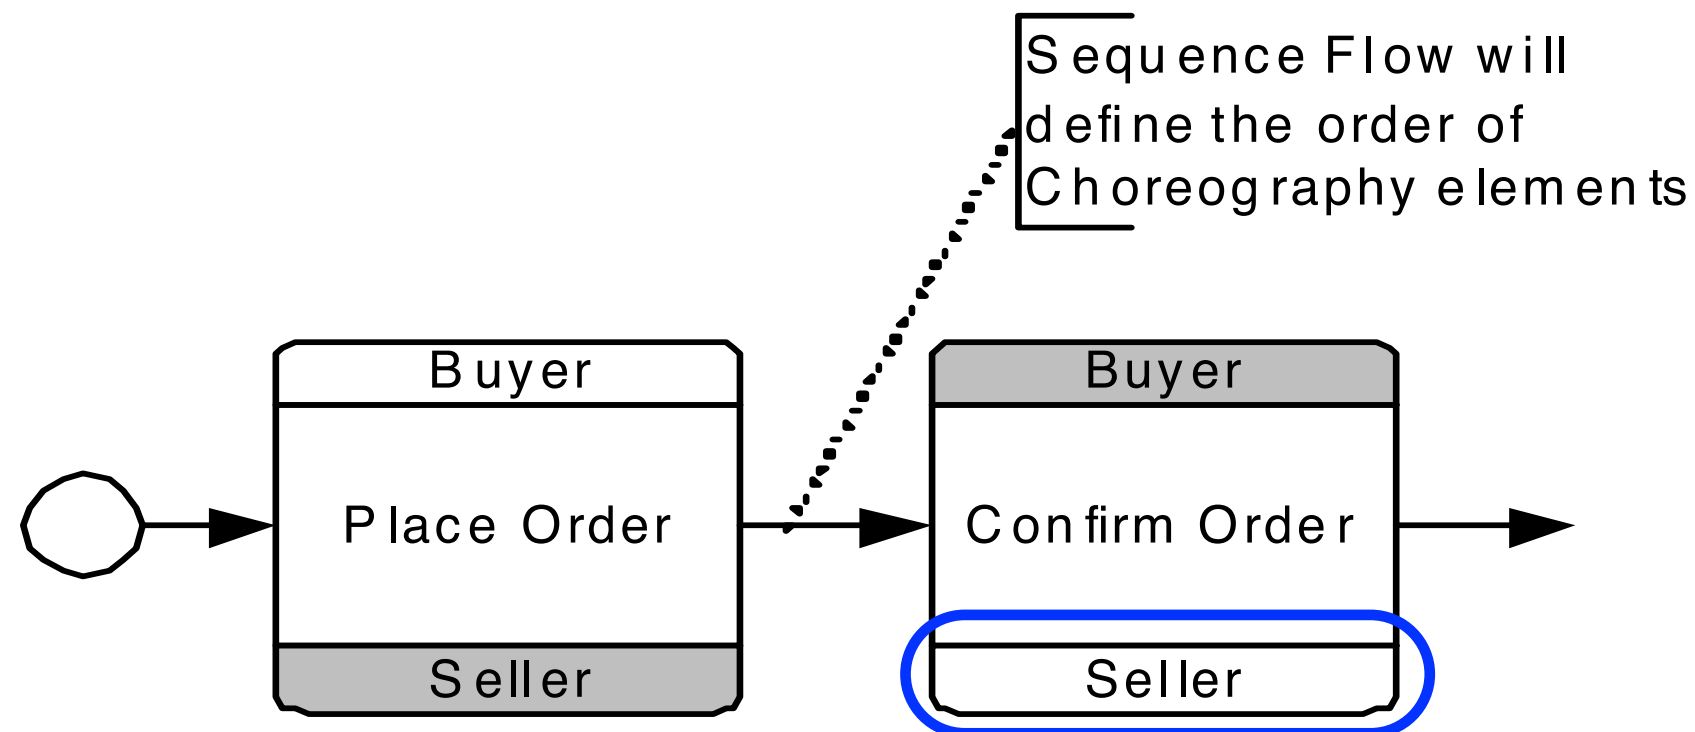 Sequence Flow will
define the order of
Choreography elements
Buyer
Place Order
Seller
Buyer
Confirm Order
Seller